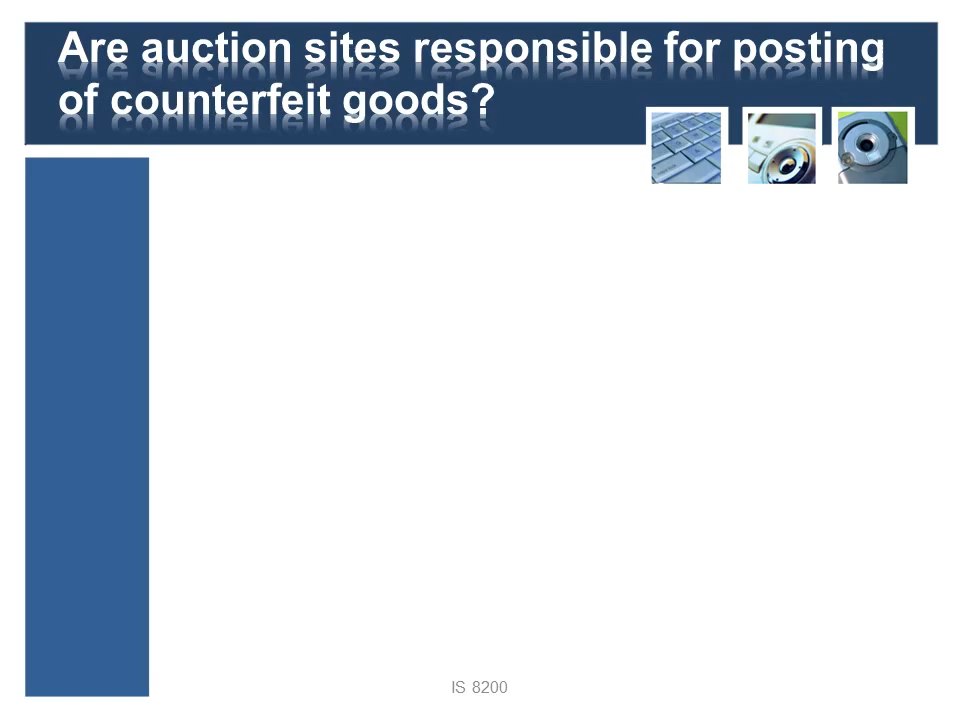 Are auction sites responsible for posting
of counterfeit goods?
IS 8200